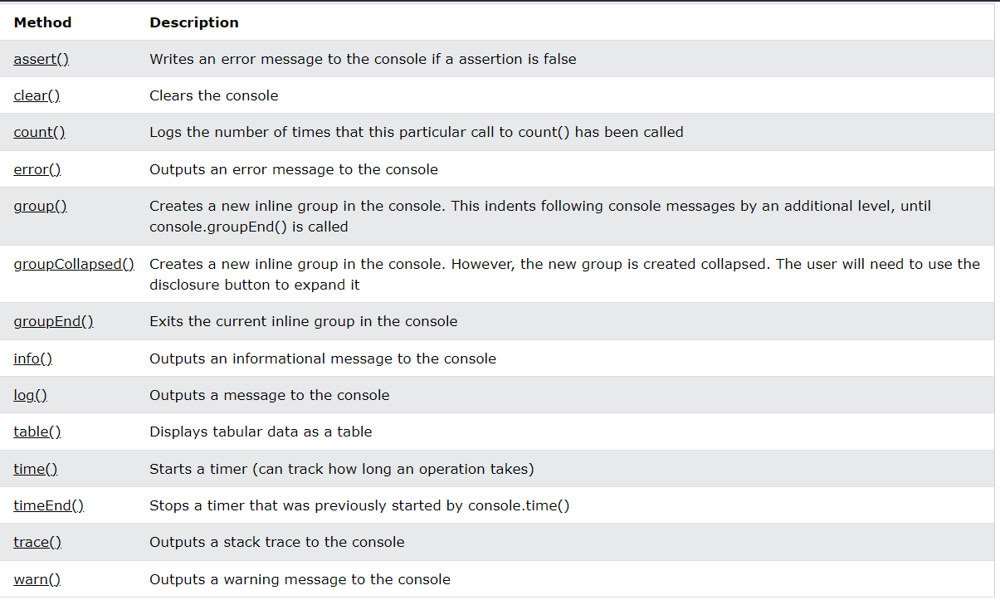 Method Description
assert() Writes an error message to the console if a assertion is false
clear() Clears the console
count() Logs the number of times that this particular call to count() has been called
error() Outputs an error message to the console
group() Creates a new inline group in the console. This indents following console messages by an additional level, until
console.groupEnd() is called
groupCollapsed() Creates a new inline group in the console. However, the new group is created collapsed. The user will need to use the
disclosure button to expand it
groupEnd() Exits the current inline group in the console
info() Outputs an informational message to the console
log() Outputs a message to the console
table() Displays tabular data as a table
time() Starts a timer (can track how long an operation takes)
timeEnd() Stops a timer that was previously started by console.time()
trace() Outputs a stack trace to the console
warn() Outputs a warning message to the console